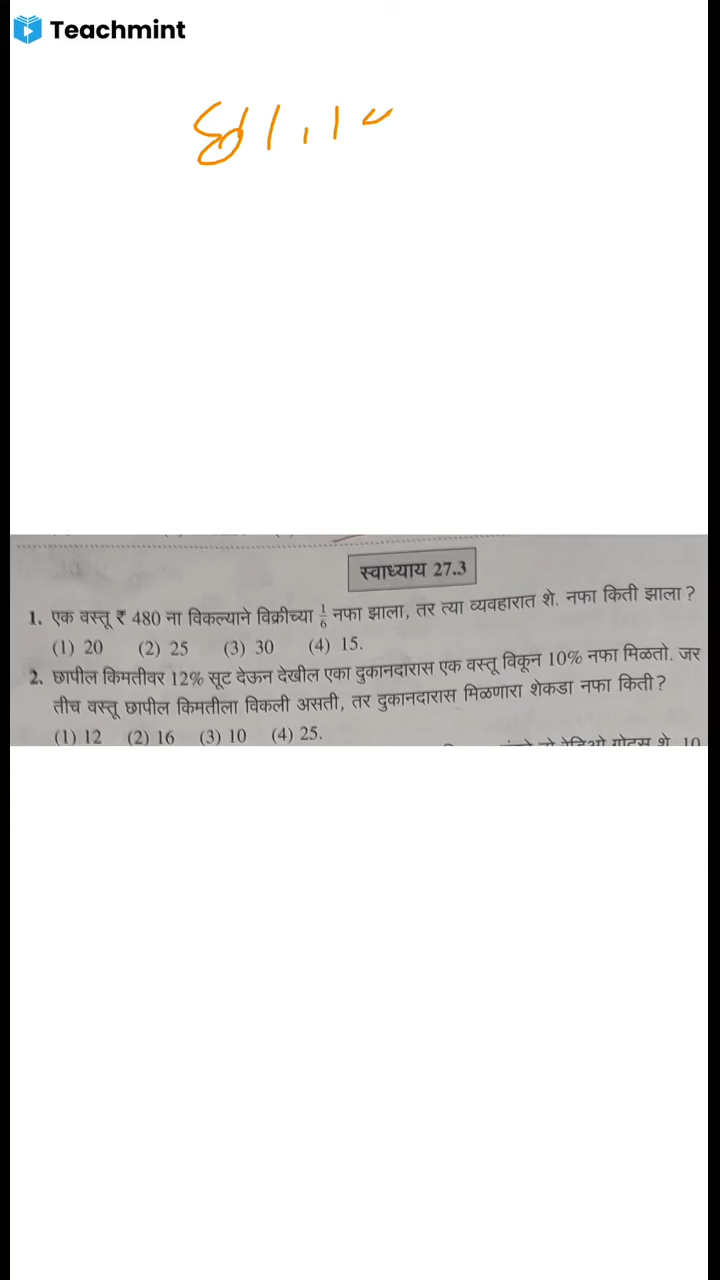 Teachmint
स्वाध्याय 27.3
1. एक वस्तू ₹ 480 ना विकल्याने विक्रीच्या 1/6 नफा झाला, तर त्या व्यवहारात शे. नफा किती झाला ?
(1) 20 (2) 25 (3) 30 (4) 15.
2. छापील किमतीवर 12% सूट देऊन देखील एका दुकानदारास एक वस्तू विकून 10% नफा मिळतो. जर
तीच वस्तू छापील किमतीला विकली असती, तर दुकानदारास मिळणारा शेकडा नफा किती ?
(1) 12 (2) 16 (3) 10 (4) 25.